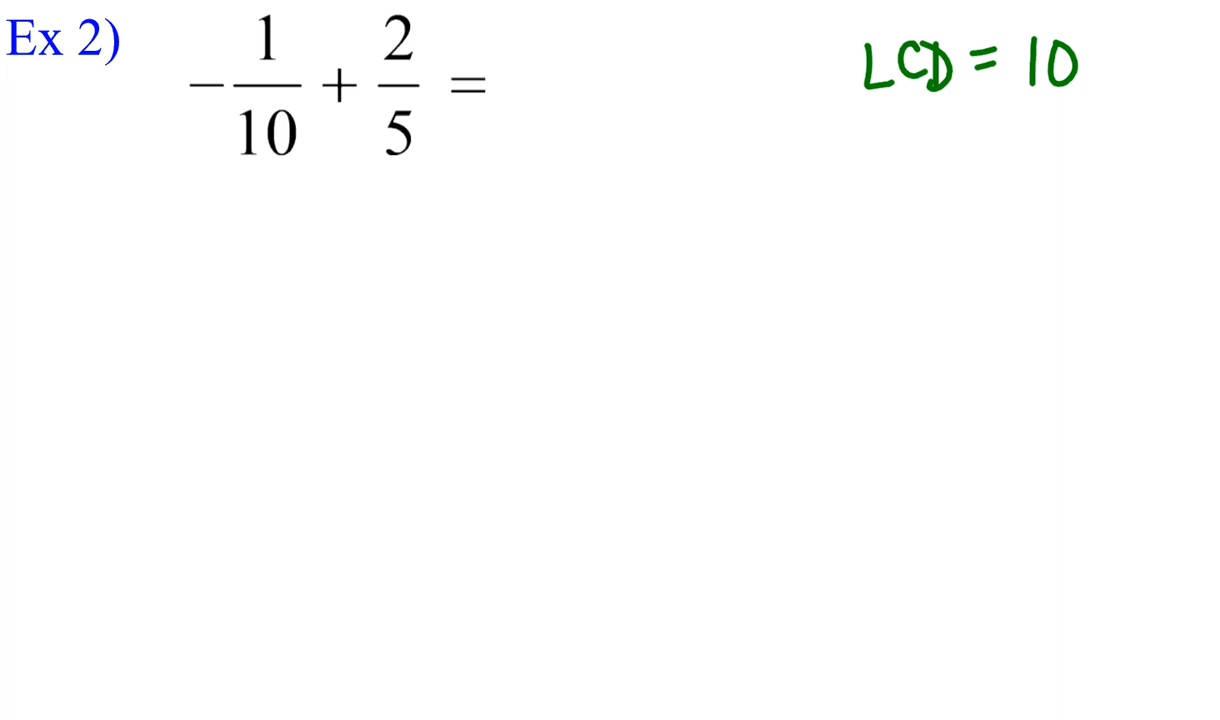 Ex 2) -1/10 + 2/5 = LCD = 10